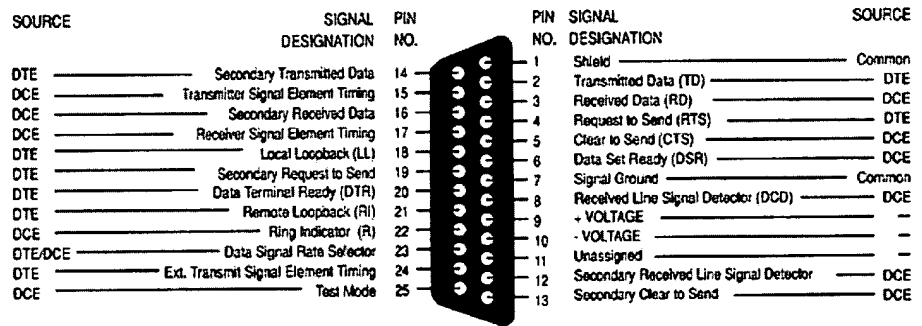 SOURCE SIGNAL DESIGNATION PIN NO.
DTE Secondary Transmitted Data 14
DCE Transmitter Signal Element Timing 15
DCE Secondary Received Data 16
DCE Receiver Signal Element Timing 17
DTE Local Loopback (LL) 18
DTE Secondary Request to Send 19
DTE Data Terminal Ready (DTR) 20
DTE Remote Loopback (RI) 21
DCE Ring Indicator (R) 22
DTE/DCE Data Signal Rate Selector 23
DTE Ext. Transmit Signal Element Timing 24
DCE Test Mode 25
PIN NO. SIGNAL DESIGNATION SOURCE
1 Shield Common
2 Transmitted Data (TD) DTE
3 Received Data (RD) DCE
4 Request to Send (RTS) DTE
5 Clear to Send (CTS) DCE
6 Data Set Ready (DSR) DCE
7 Signal Ground Common
8 Received Line Signal Detector (DCD) DCE
9 + VOLTAGE –
10 - VOLTAGE –
11 Unassigned –
12 Secondary Received Line Signal Detector DCE
13 Secondary Clear to Send DCE